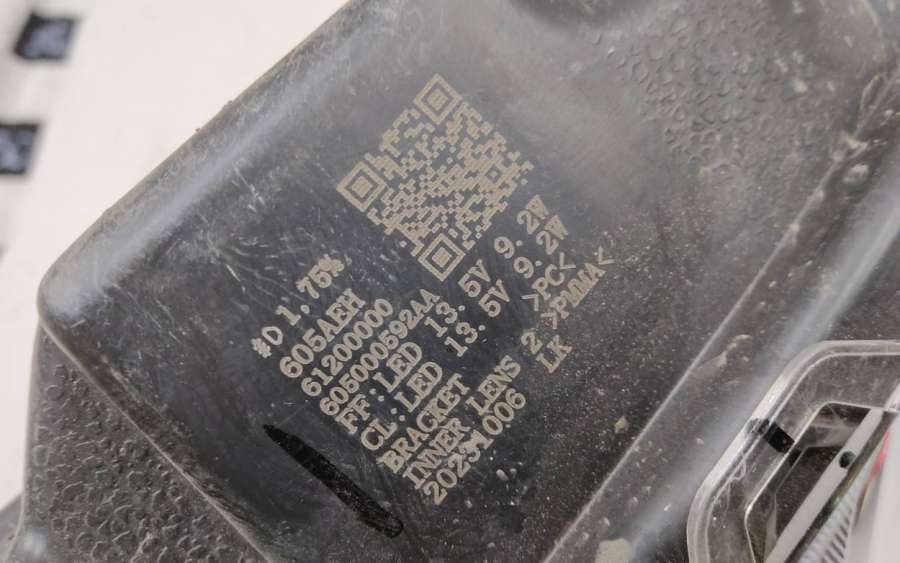 *D 1,75%
605AEH
61200000
605000592AA
FF:LED 13.5V 9.2W
CL:LED 13.5V 9.2W
BRACKET >PC<
INNER LENS 2 >PMMA<
20231006 LK